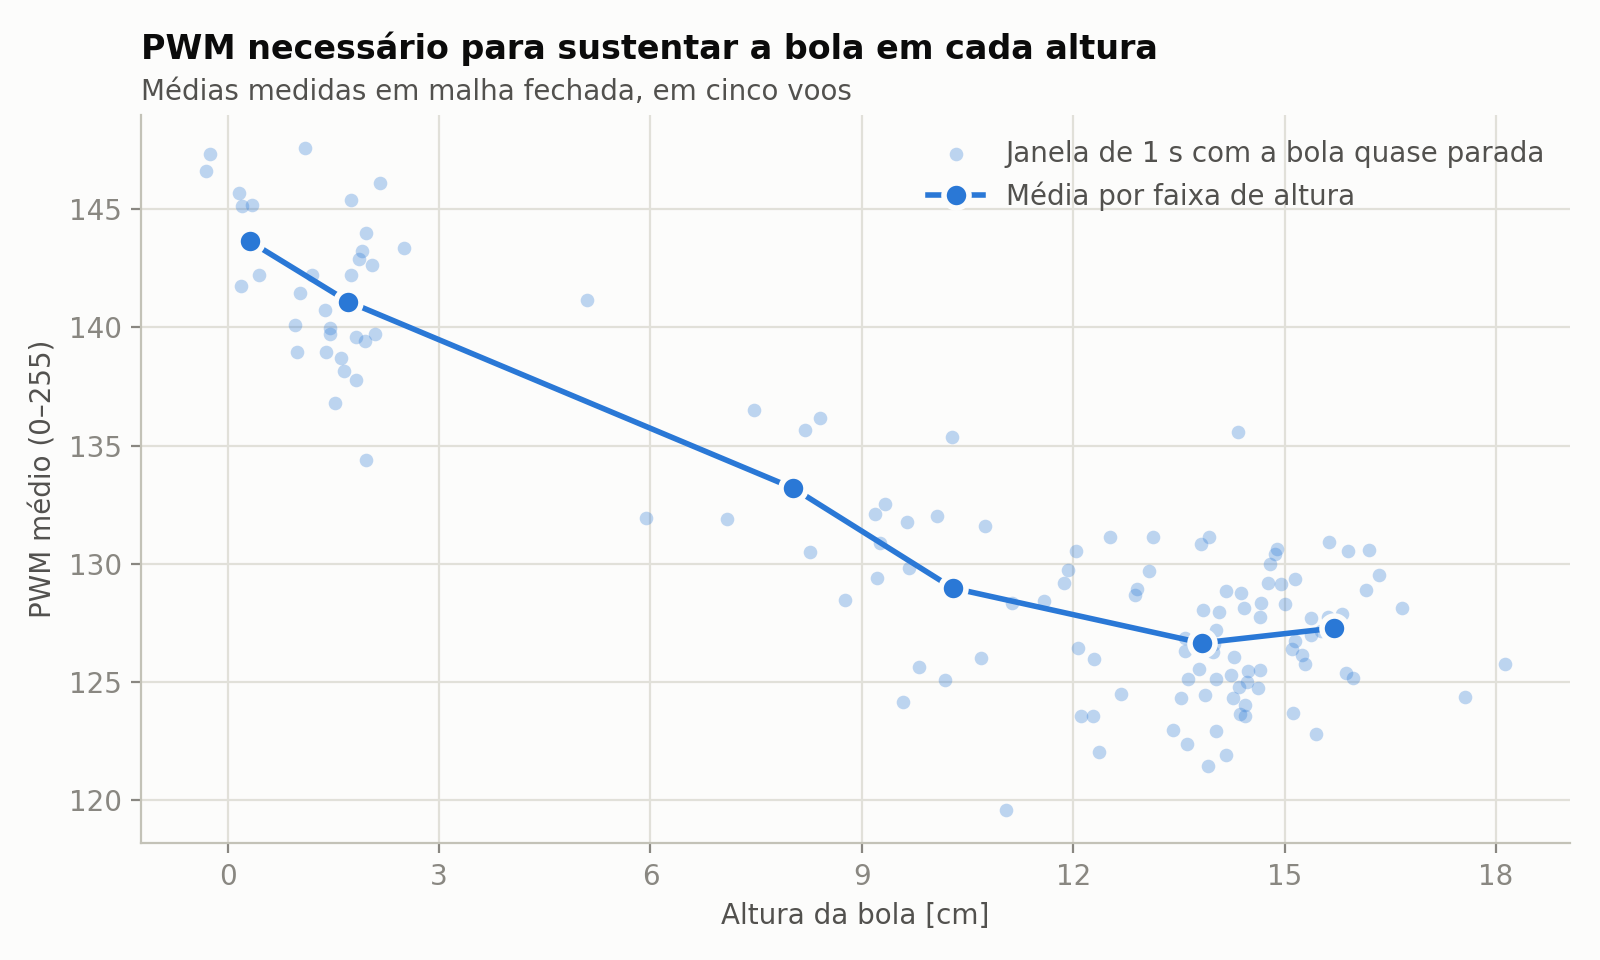 PWM necessário para sustentar a bola em cada altura
Médias medidas em malha fechada, em cinco voos
Janela de 1 s com a bola quase parada
Média por faixa de altura
PWM médio (0–255)
145
140
135
130
125
120
0 3 6 9 12 15 18
Altura da bola [cm]